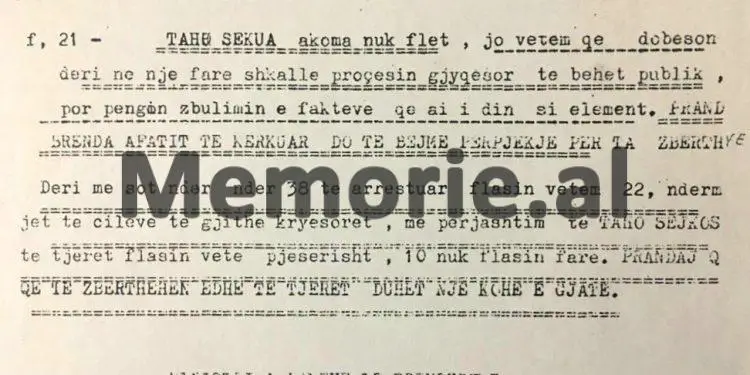 f, 21 - TAHO SEKUA akoma nuk flet , jo vetem qe dobeson
deri ne nje fare shkalle proçesin gjyqesor te behet publik ,
por pengon zbulimin e fakteve qe ai i din si element. PRAND
BRENDA AFATIT TE KERKUAR DO TE BEJME PERPJEKJE PER TA ZBERTHYE
Deri me sot nder nder 38 te arrestuar flasin vetem 22, nderm
jet te cileve te gjithe kryesoret , me perjashtim te TAHO SEJKOS
te tjeret flasin vete pjeserisht , 10 nuk flasin fare. PRANDAJ Q
QE TE ZBERTHEHEN EDHE TE TJERET DUHET NJE KOHE E GJATE.
Memorie.al